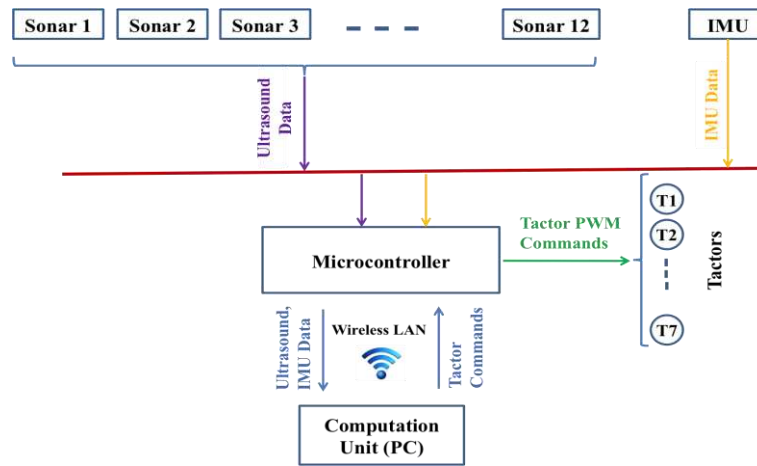 Sonar 1
Sonar 2
Sonar 3
Sonar 12
IMU
Ultrasound
Data
IMU Data
Tactor PWM
Commands
T1
T2
T7
Tactors
Microcontroller
Ultrasound,
IMU Data
Wireless LAN
Tactor
Commands
Computation
Unit (PC)